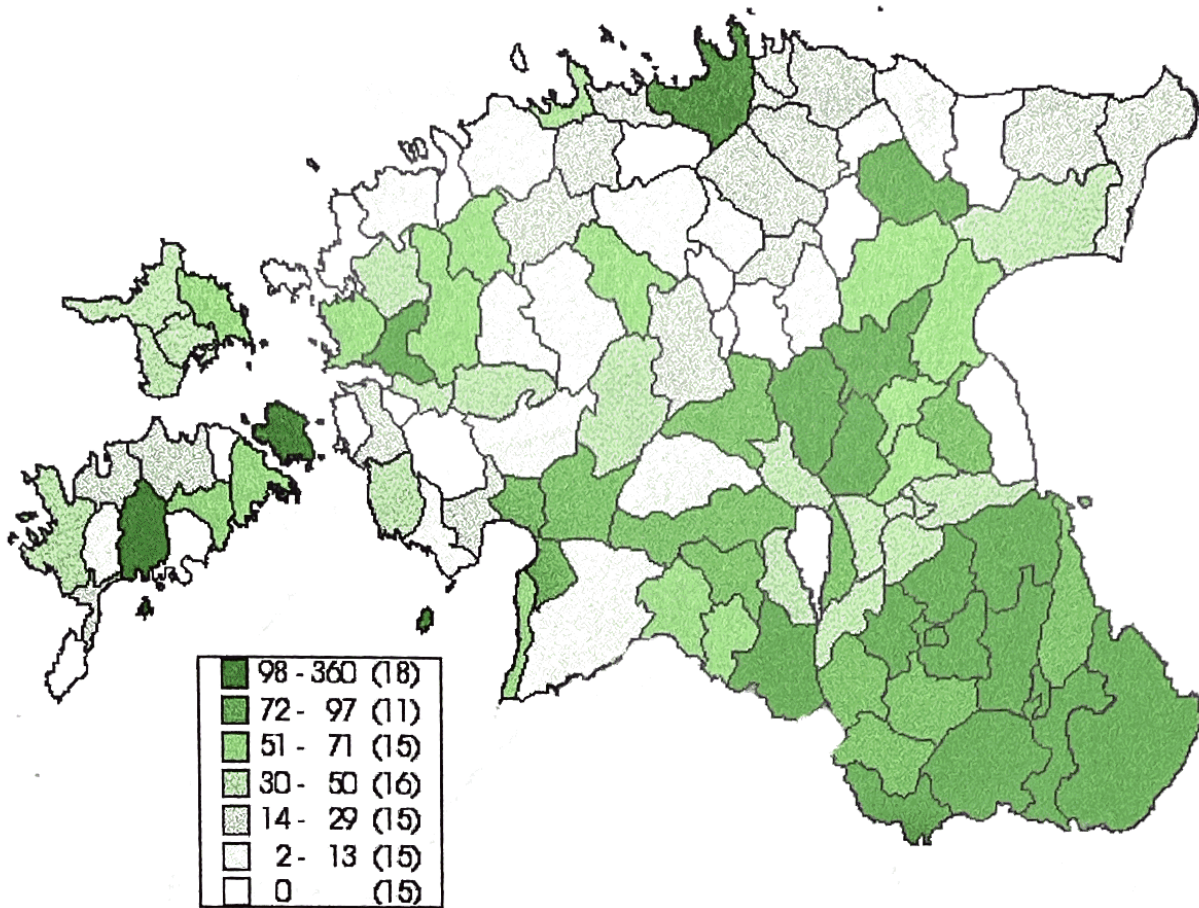 98 - 360 (18)
72 - 97 (11)
51 - 71 (15)
30 - 50 (16)
14 - 29 (15)
2 - 13 (15)
0 (15)